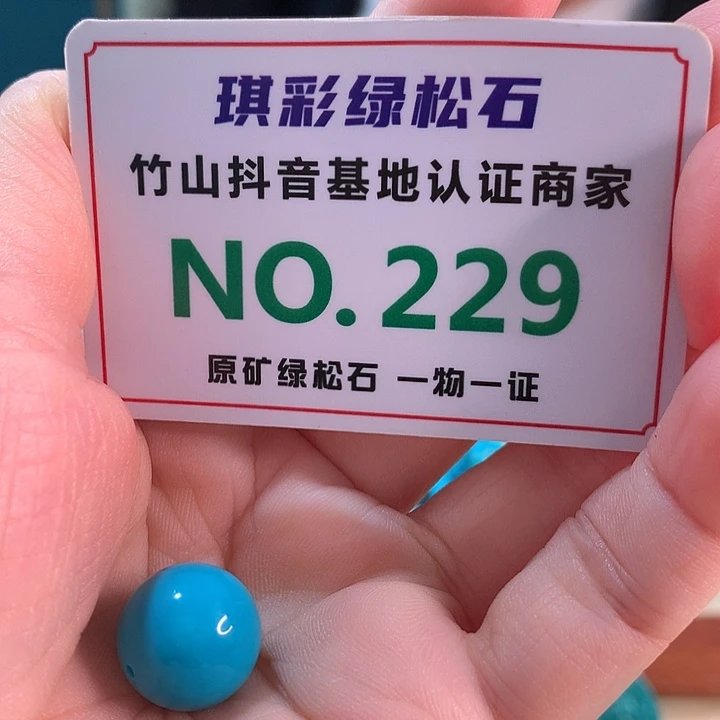 琪彩绿松石
竹山抖音基地认证商家
NO.229
原矿绿松石 一物一证